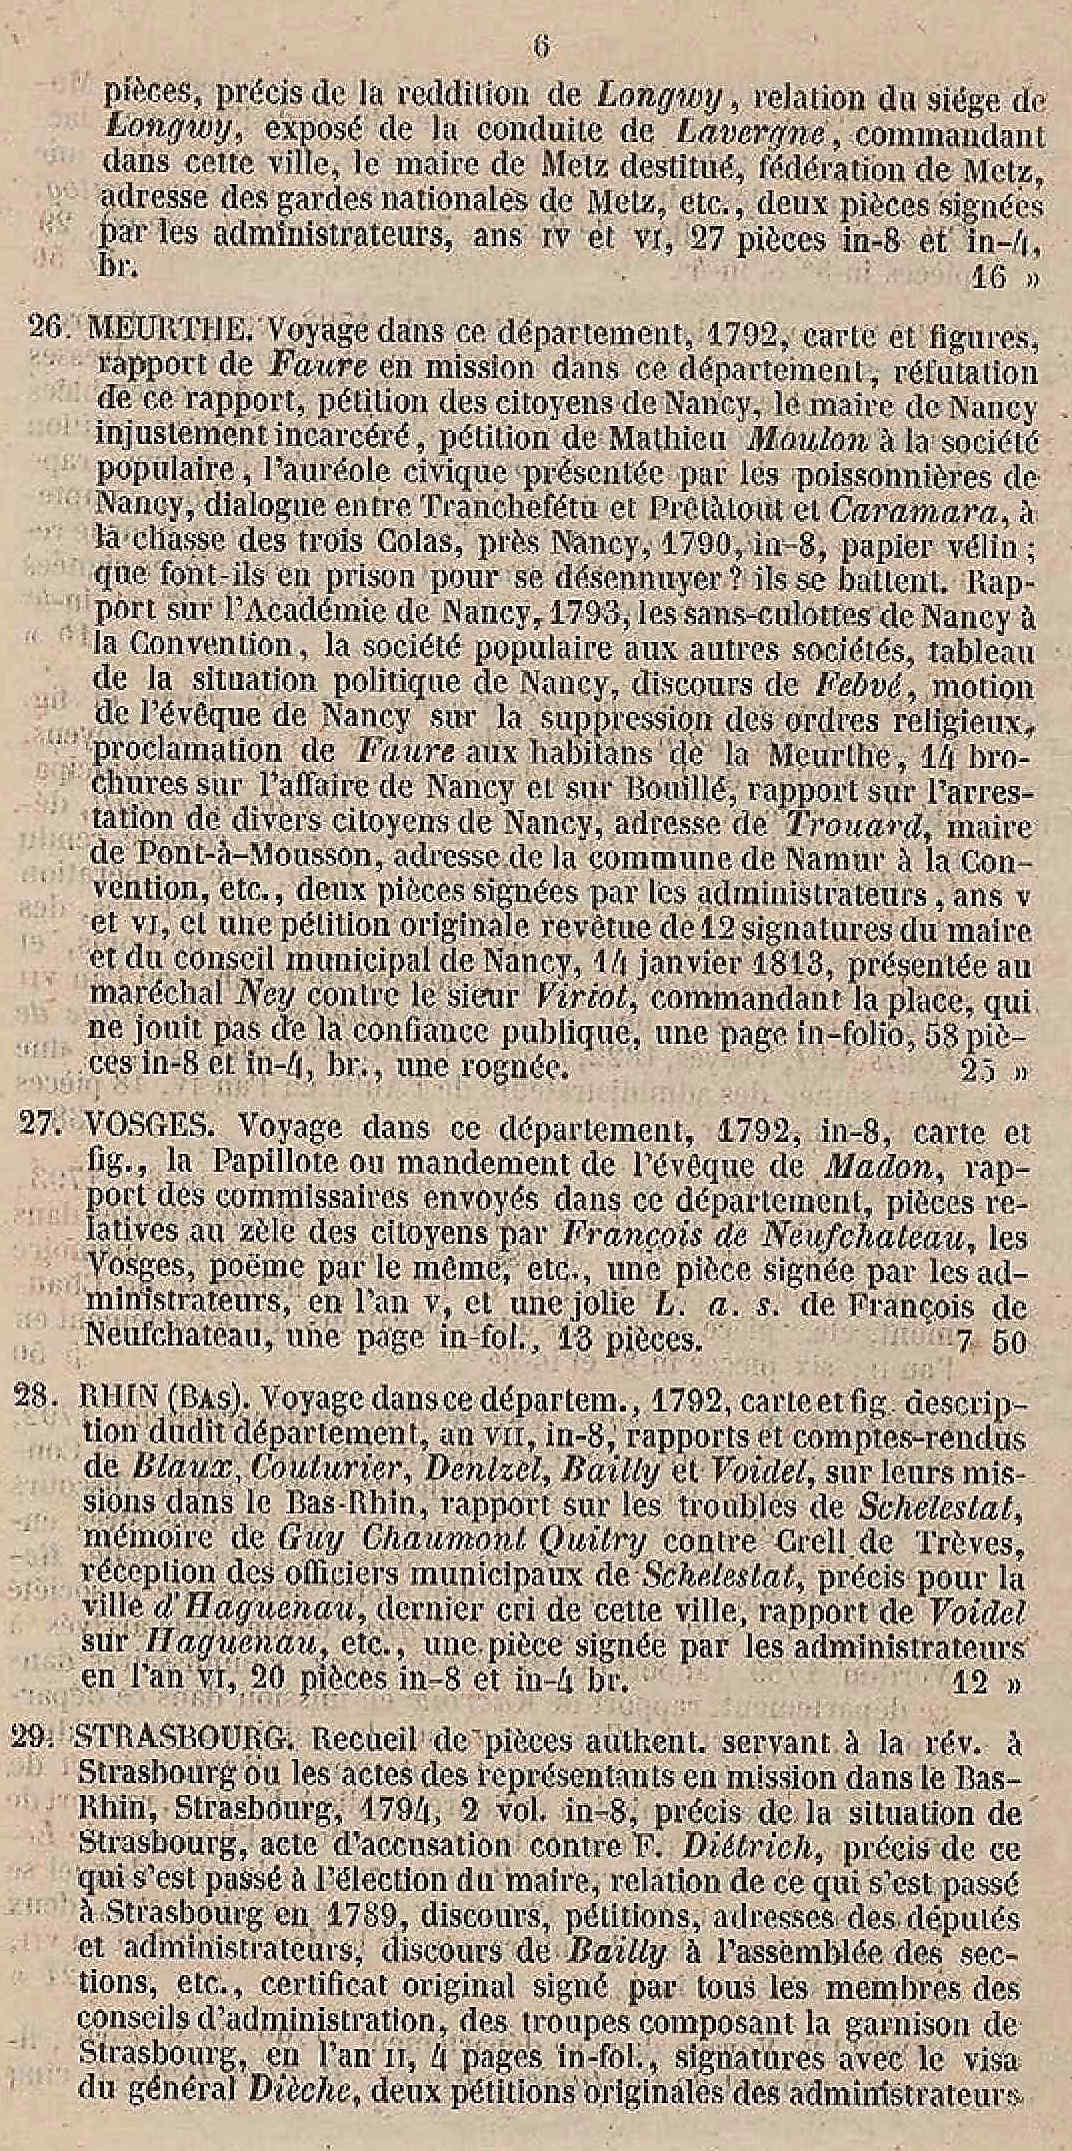 6
pièces, précis de la reddition de Longwy, relation du siége de
Longwy, exposé de la conduite de Lavergne, commandant
dans cette ville, le maire de Metz destitué, fédération de Metz,
adresse des gardes nationales de Metz, etc., deux pièces signées
par les administrateurs, ans IV et VI, 27 pièces in-8 et in-4,
br. 16 »
26. MEURTHE. Voyage dans ce département, 1792, carte et figures,
rapport de Faure en mission dans ce département, réfutation
de ce rapport, pétition des citoyens de Nancy, le maire de Nancy
injustement incarcéré, pétition de Mathieu Moulon à la société
populaire, l'auréole civique présentée par les poissonnières de
Nancy, dialogue entre Tranchefétu et Prêtàtout et Caramara, à
la chasse des trois Colas, près Nancy, 1790, in-8, papier vélin;
que font-ils en prison pour se désennuyer? ils se battent. Rap-
port sur l'Académie de Nancy, 1793, les sans-culottes de Nancy à
la Convention, la société populaire aux autres sociétés, tableau
de la situation politique de Nancy, discours de Febvé, motion
de l'évêque de Nancy sur la suppression des ordres religieux,
proclamation de Faure aux habitans de la Meurthe, 14 bro-
chures sur l'affaire de Nancy et sur Bouillé, rapport sur l'arres-
tation de divers citoyens de Nancy, adresse de Trouard, maire
de Pont-à-Mousson, adresse de la commune de Namur à la Con-
vention, etc., deux pièces signées par les administrateurs, ans V
et VI, et une pétition originale revêtue de 12 signatures du maire
et du conseil municipal de Nancy, 14 janvier 1813, présentée au
maréchal Ney contre le sieur Viriot, commandant la place, qui
ne jouit pas de la confiance publique, une page in-folio, 58 piè-
ces in-8 et in-4, br., une rognée. 25 »
27. VOSGES. Voyage dans ce département, 1792, in-8, carte et
fig., la Papillote ou mandement de l'évêque de Madon, rap-
port des commissaires envoyés dans ce département, pièces re-
latives au zèle des citoyens par François de Neufchateau, les
Vosges, poëme par le même, etc., une pièce signée par les ad-
ministrateurs, en l'an V, et une jolie L. a. s. de François de
Neufchateau, une page in-fol., 13 pièces. 7 50
28. RHIN (BAS). Voyage dans ce départem., 1792, carte et fig. descrip-
tion dudit département, an VII, in-8, rapports et comptes-rendus
de Blaux, Couturier, Dentzel, Bailly et Voidel, sur leurs mis-
sions dans le Bas-Rhin, rapport sur les troubles de Schelestat,
mémoire de Guy Chaumont Quitry contre Grell de Trèves,
réception des officiers municipaux de Schelestat, précis pour la
ville d'Haguenau, dernier cri de cette ville, rapport de Voidel
sur Haguenau, etc., une pièce signée par les administrateurs
en l'an VI, 20 pièces in-8 et in-4 br. 12 »
29. STRASBOURG. Recueil de pièces authent. servant à la rév. à
Strasbourg ou les actes des représentants en mission dans le Bas-
Rhin, Strasbourg, 1794, 2 vol. in-8, précis de la situation de
Strasbourg, acte d'accusation contre F. Diétrich, précis de ce
qui s'est passé à l'élection du maire, relation de ce qui s'est passé
à Strasbourg en 1789, discours, pétitions, adresses des députés
et administrateurs, discours de Bailly à l'assemblée des sec-
tions, etc., certificat original signé par tous les membres des
conseils d'administration, des troupes composant la garnison de
Strasbourg, en l'an II, 4 pages in-fol., signatures avec le visa
du général Dièche, deux pétitions originales des administrateurs